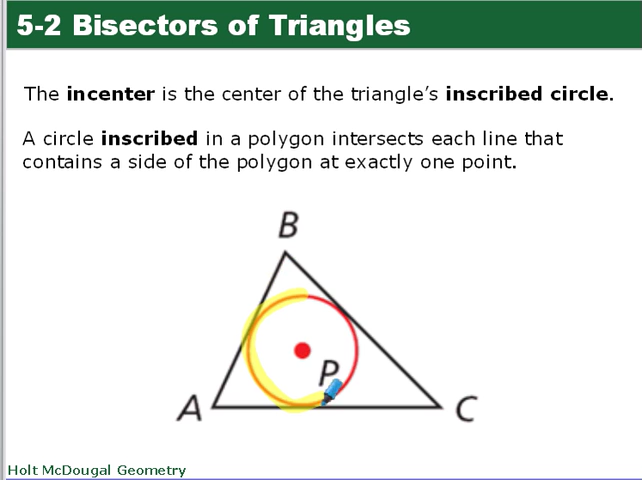 5-2 Bisectors of Triangles
The incenter is the center of the triangle’s inscribed circle.
A circle inscribed in a polygon intersects each line that
contains a side of the polygon at exactly one point.
B
P
A
C
Holt McDougal Geometry